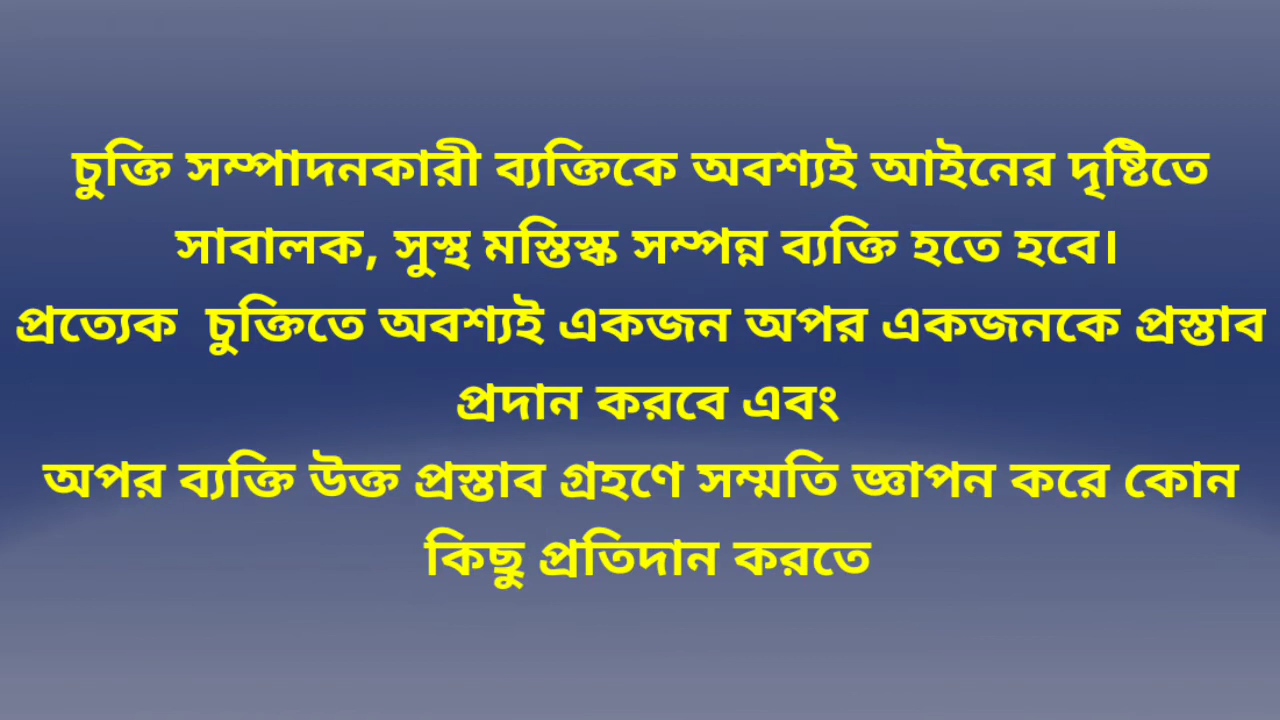 চুক্তি সম্পাদনকারী ব্যক্তিকে অবশ্যই আইনের দৃষ্টিতে
সাবালক, সুস্থ মস্তিস্ক সম্পন্ন ব্যক্তি হতে হবে।
প্রত্যেক  চুক্তিতে অবশ্যই একজন অপর একজনকে প্রস্তাব
প্রদান করবে এবং
অপর ব্যক্তি উক্ত প্রস্তাব গ্রহণে সম্মতি জ্ঞাপন করে কোন
কিছু প্রতিদান করতে